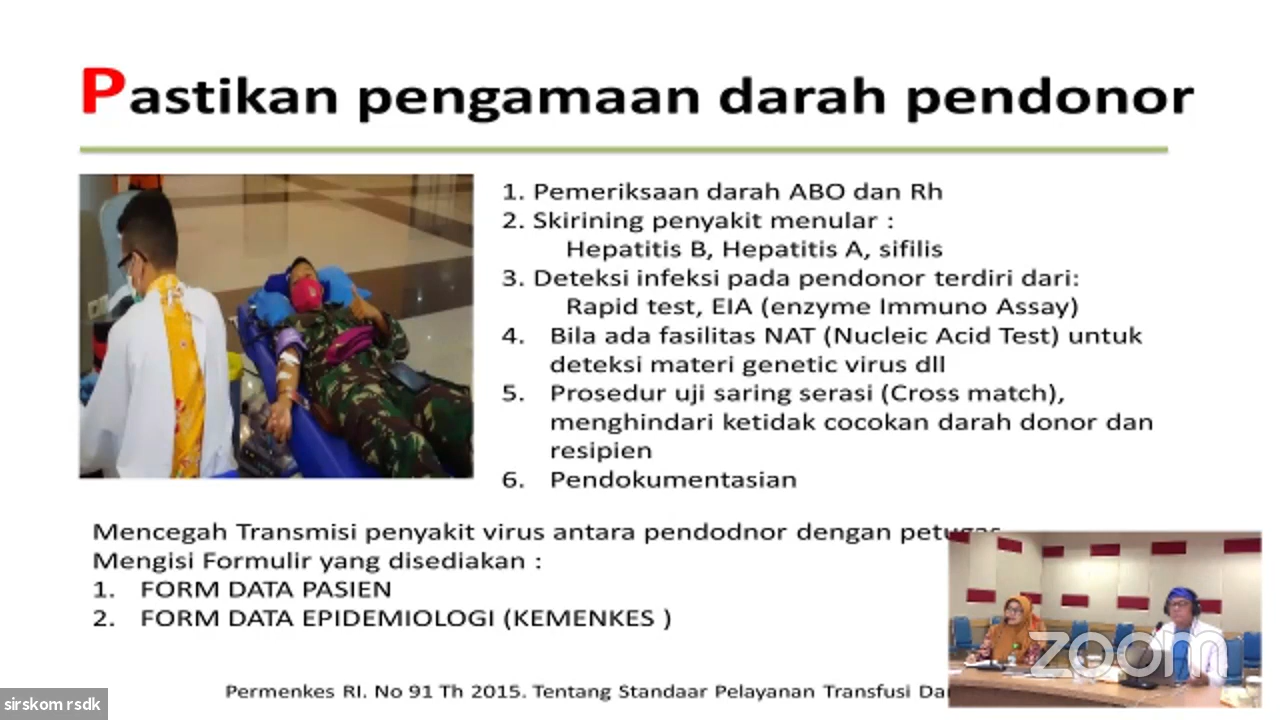 Pastikan pengamaan darah pendonor
1. Pemeriksaan darah ABO dan Rh
2. Skirining penyakit menular :
Hepatitis B, Hepatitis A, sifilis
3. Deteksi infeksi pada pendonor terdiri dari:
Rapid test, EIA (enzyme Immuno Assay)
4. Bila ada fasilitas NAT (Nucleic Acid Test) untuk
deteksi materi genetic virus dll
5. Prosedur uji saring serasi (Cross match),
menghindari ketidak cocokan darah donor dan
resipien
6. Pendokumentasian
Mencegah Transmisi penyakit virus antara pendodnor dengan petugas
Mengisi Formulir yang disediakan :
1. FORM DATA PASIEN
2. FORM DATA EPIDEMIOLOGI (KEMENKES )
zoom
Permenkes RI. No 91 Th 2015. Tentang Standaar Pelayanan Transfusi
sirskom rsdk